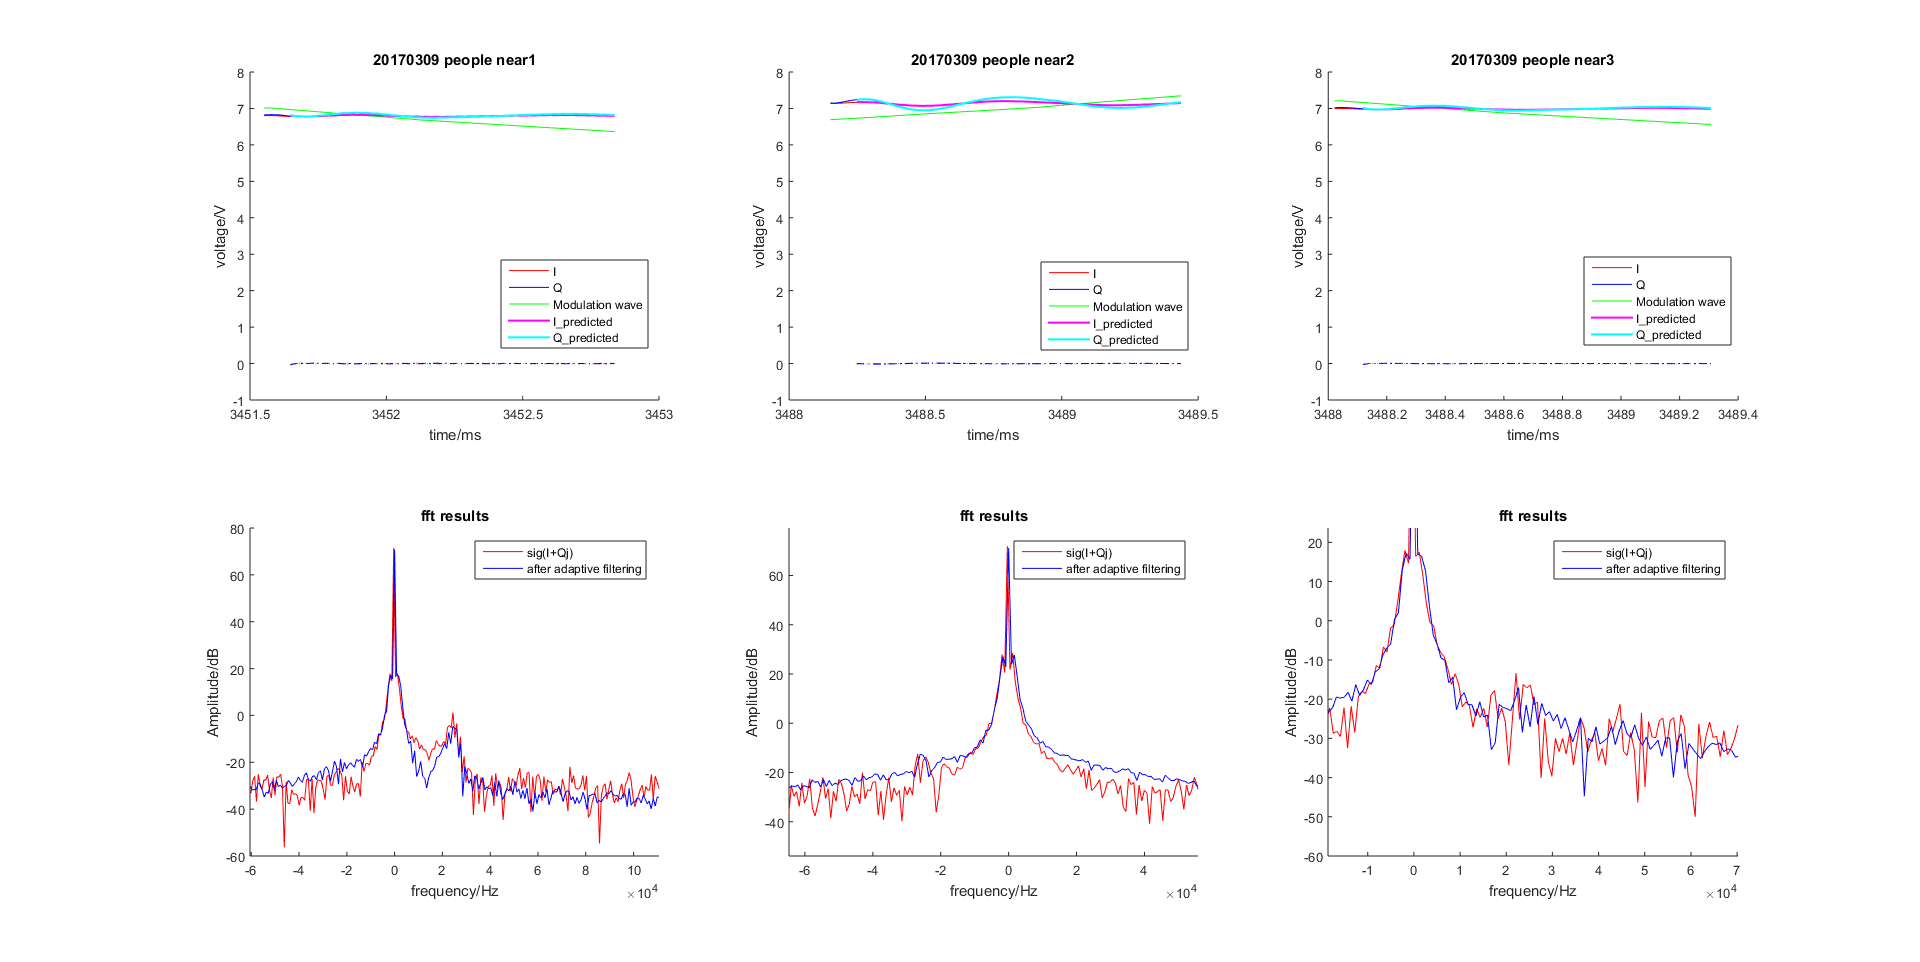 20170309 people near1
8
7
6
5
4
3
2
1
0
-1
voltage/V
I
Q
Modulation wave
I_predicted
Q_predicted
3451.5 3452 3452.5 3453
time/ms
20170309 people near2
8
7
6
5
4
3
2
1
0
-1
voltage/V
I
Q
Modulation wave
I_predicted
Q_predicted
3488 3488.5 3489 3489.5
time/ms
20170309 people near3
8
7
6
5
4
3
2
1
0
-1
voltage/V
I
Q
Modulation wave
I_predicted
Q_predicted
3488 3488.2 3488.4 3488.6 3488.8 3489 3489.2 3489.4
time/ms
fft results
80
60
40
20
0
-20
-40
-60
Amplitude/dB
sig(I+Qj)
after adaptive filtering
-6 -4 -2 0 2 4 6 8 10
frequency/Hz
×10^4
fft results
60
40
20
0
-20
-40
Amplitude/dB
sig(I+Qj)
after adaptive filtering
-6 -4 -2 0 2 4
frequency/Hz
×10^4
fft results
20
10
0
-10
-20
-30
-40
-50
-60
Amplitude/dB
sig(I+Qj)
after adaptive filtering
-1 0 1 2 3 4 5 6 7
frequency/Hz
×10^4